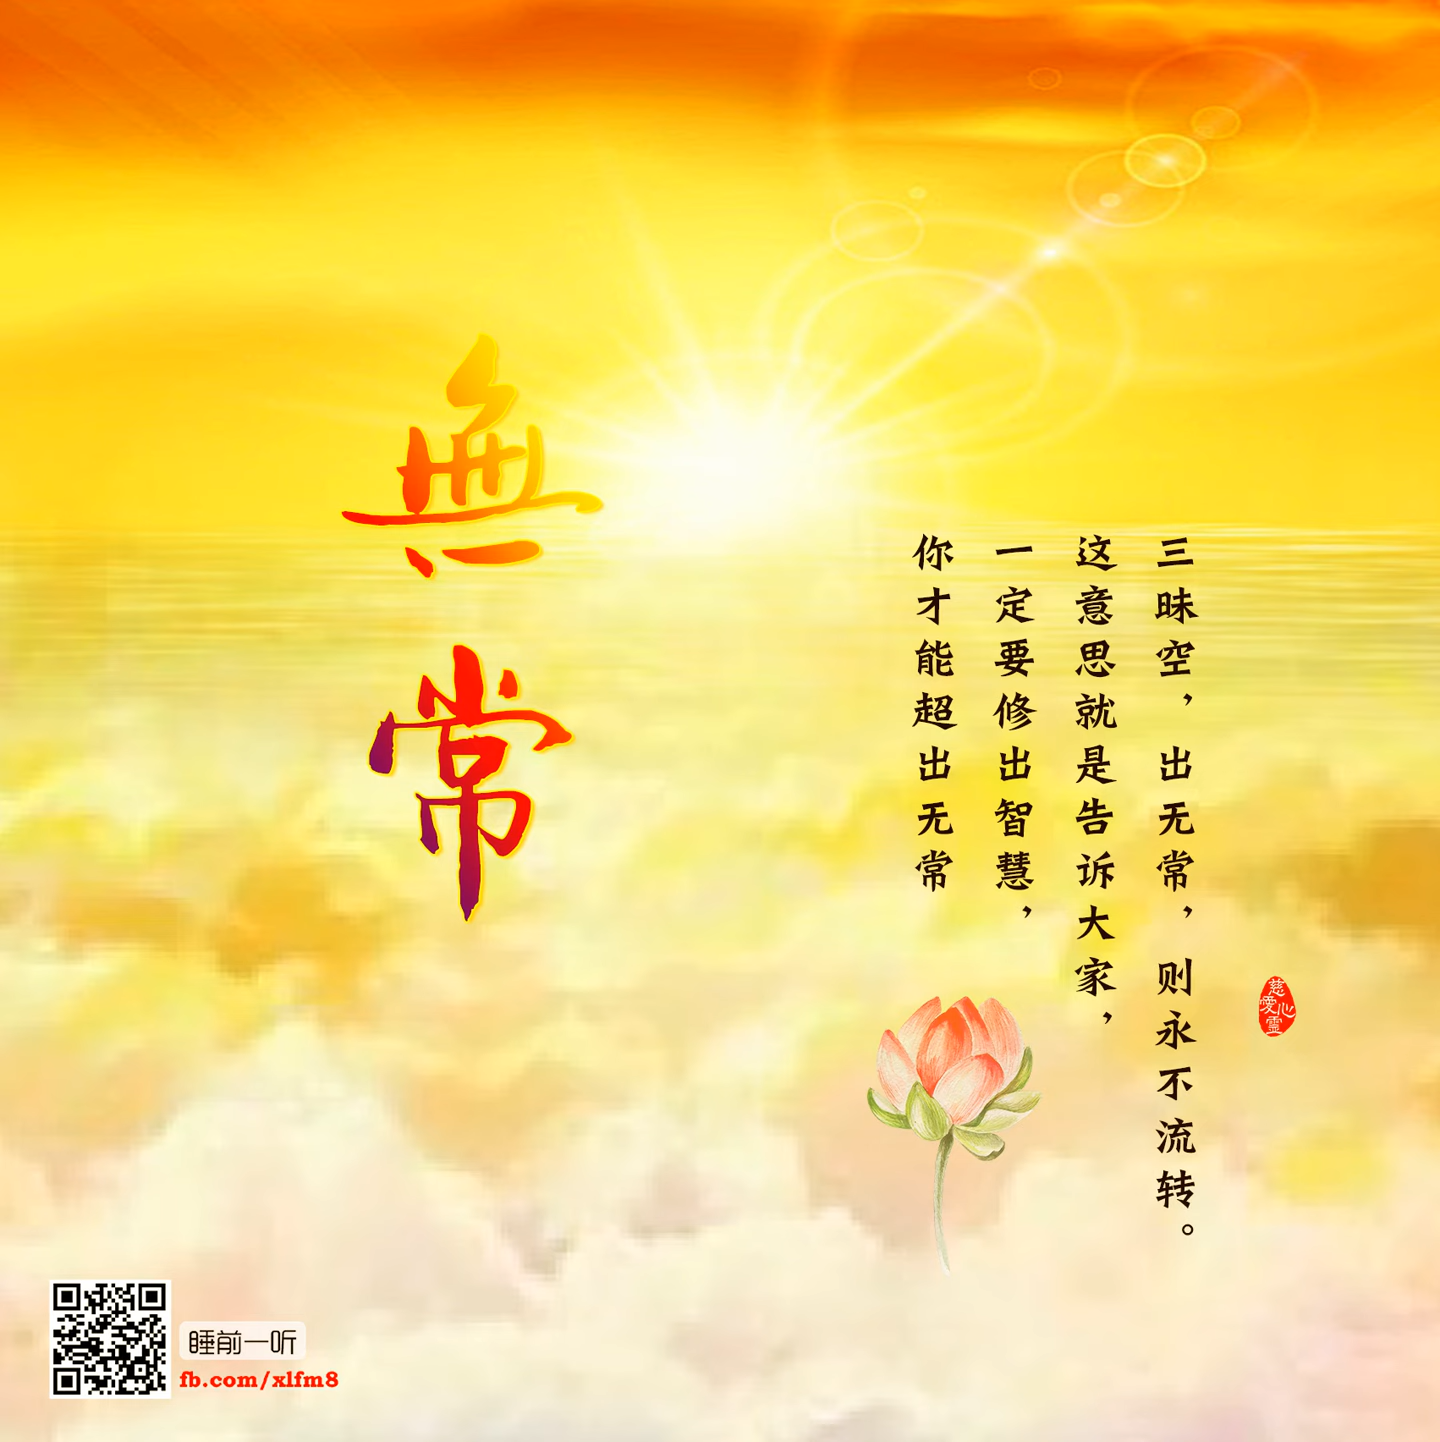 無常
三昧空，出无常，则永不流转。
这意思就是告诉大家，
一定要修出智慧，
你才能超出无常
慈愛心靈
睡前一听
fb.com/xlfm8